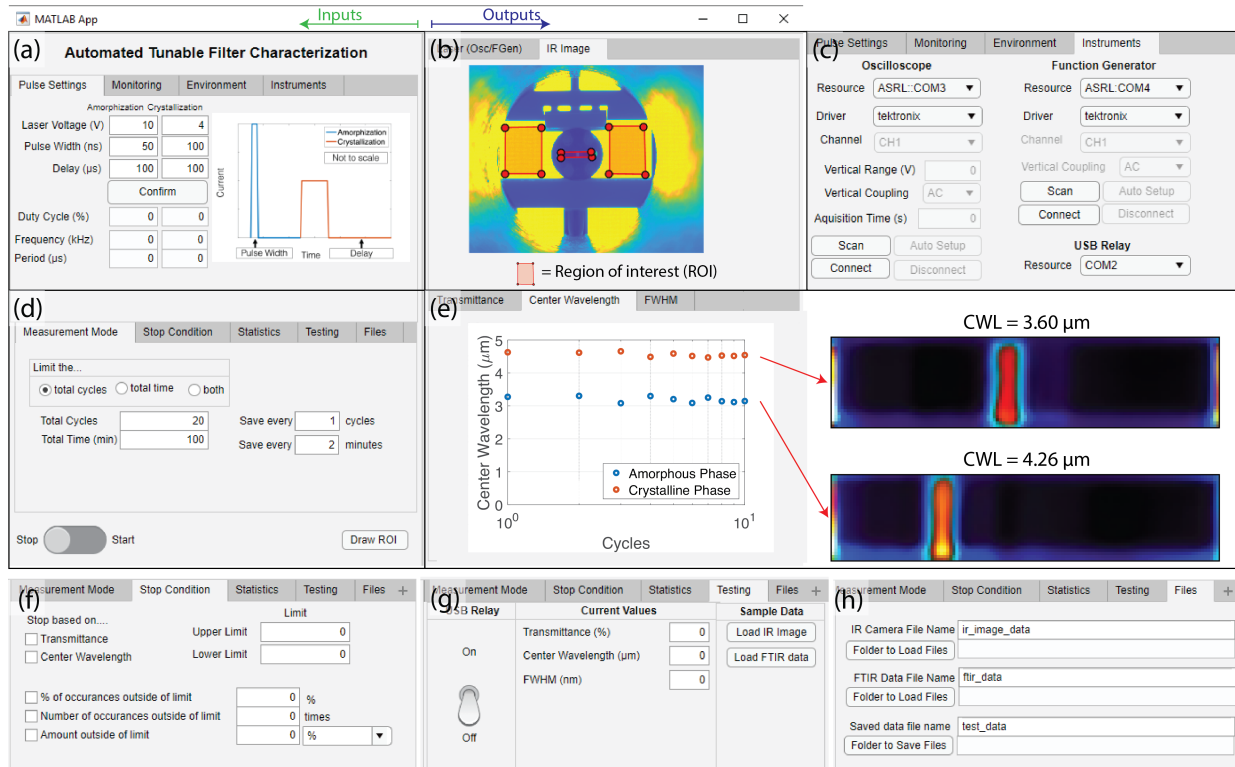 MATLAB App
Inputs
Outputs
(a)
Automated Tunable Filter Characterization
Pulse Settings Monitoring Environment Instruments
Amorphization Crystallization
Laser Voltage (V) 10 4
Pulse Width (ns) 50 100
Delay (µs) 100 100
Confirm
Duty Cycle (%) 0 0
Frequency (kHz) 0 0
Period (µs) 0 0
Current
Amorphization
Crystallization
Not to scale
Pulse Width Time Delay
(b)
(Osc/FGen) IR Image
= Region of interest (ROI)
(c)
Pulse Settings Monitoring Environment Instruments
Oscilloscope
Resource ASRL::COM3
Driver tektronix
Channel CH1
Vertical Range (V) 0
Vertical Coupling AC
Aquisition Time (s) 0
Scan Auto Setup
Connect Disconnect
Function Generator
Resource ASRL:COM4
Driver tektronix
Channel CH1
Vertical Coupling AC
Scan Auto Setup
Connect Disconnect
USB Relay
Resource COM2
(d)
Measurement Mode Stop Condition Statistics Testing Files
Limit the...
total cycles total time both
Total Cycles 20 Save every 1 cycles
Total Time (min) 100 Save every 2 minutes
Stop Start Draw ROI
(e)
Transmittance Center Wavelength FWHM
Center Wavelength (µm)
5
4
3
2
1
0
Amorphous Phase
Crystalline Phase
10⁰ 10¹
Cycles
CWL = 3.60 µm
CWL = 4.26 µm
(f)
Measurement Mode Stop Condition Statistics Testing Files +
Stop based on....
Transmittance
Center Wavelength
Limit
Upper Limit 0
Lower Limit 0
% of occurances outside of limit 0 %
Number of occurances outside of limit 0 times
Amount outside of limit 0 %
(g)
Measurement Mode Stop Condition Statistics Testing Files +
USB Relay
On
Off
Current Values
Transmittance (%) 0
Center Wavelength (µm) 0
FWHM (nm) 0
Sample Data
Load IR Image
Load FTIR data
(h)
Measurement Mode Stop Condition Statistics Testing Files +
IR Camera File Name ir_image_data
Folder to Load Files
FTIR Data File Name ftir_data
Folder to Load Files
Saved data file name test_data
Folder to Save Files